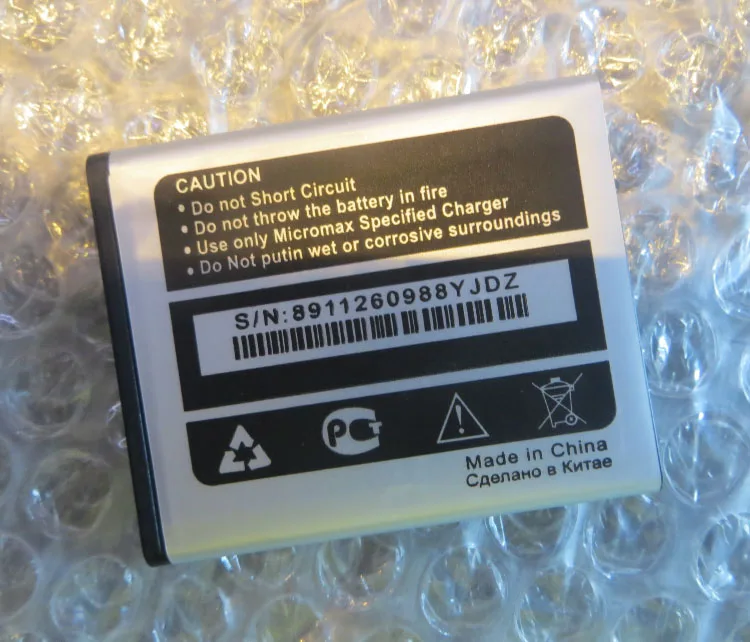 CAUTION
• Do not Short Circuit
• Do not throw the battery in fire
• Use only Micromax Specified Charger
• Do Not putin wet or corrosive surroundings
S/N:8911260988YJDZ
РСТ
Made in China
Сделано в Китае